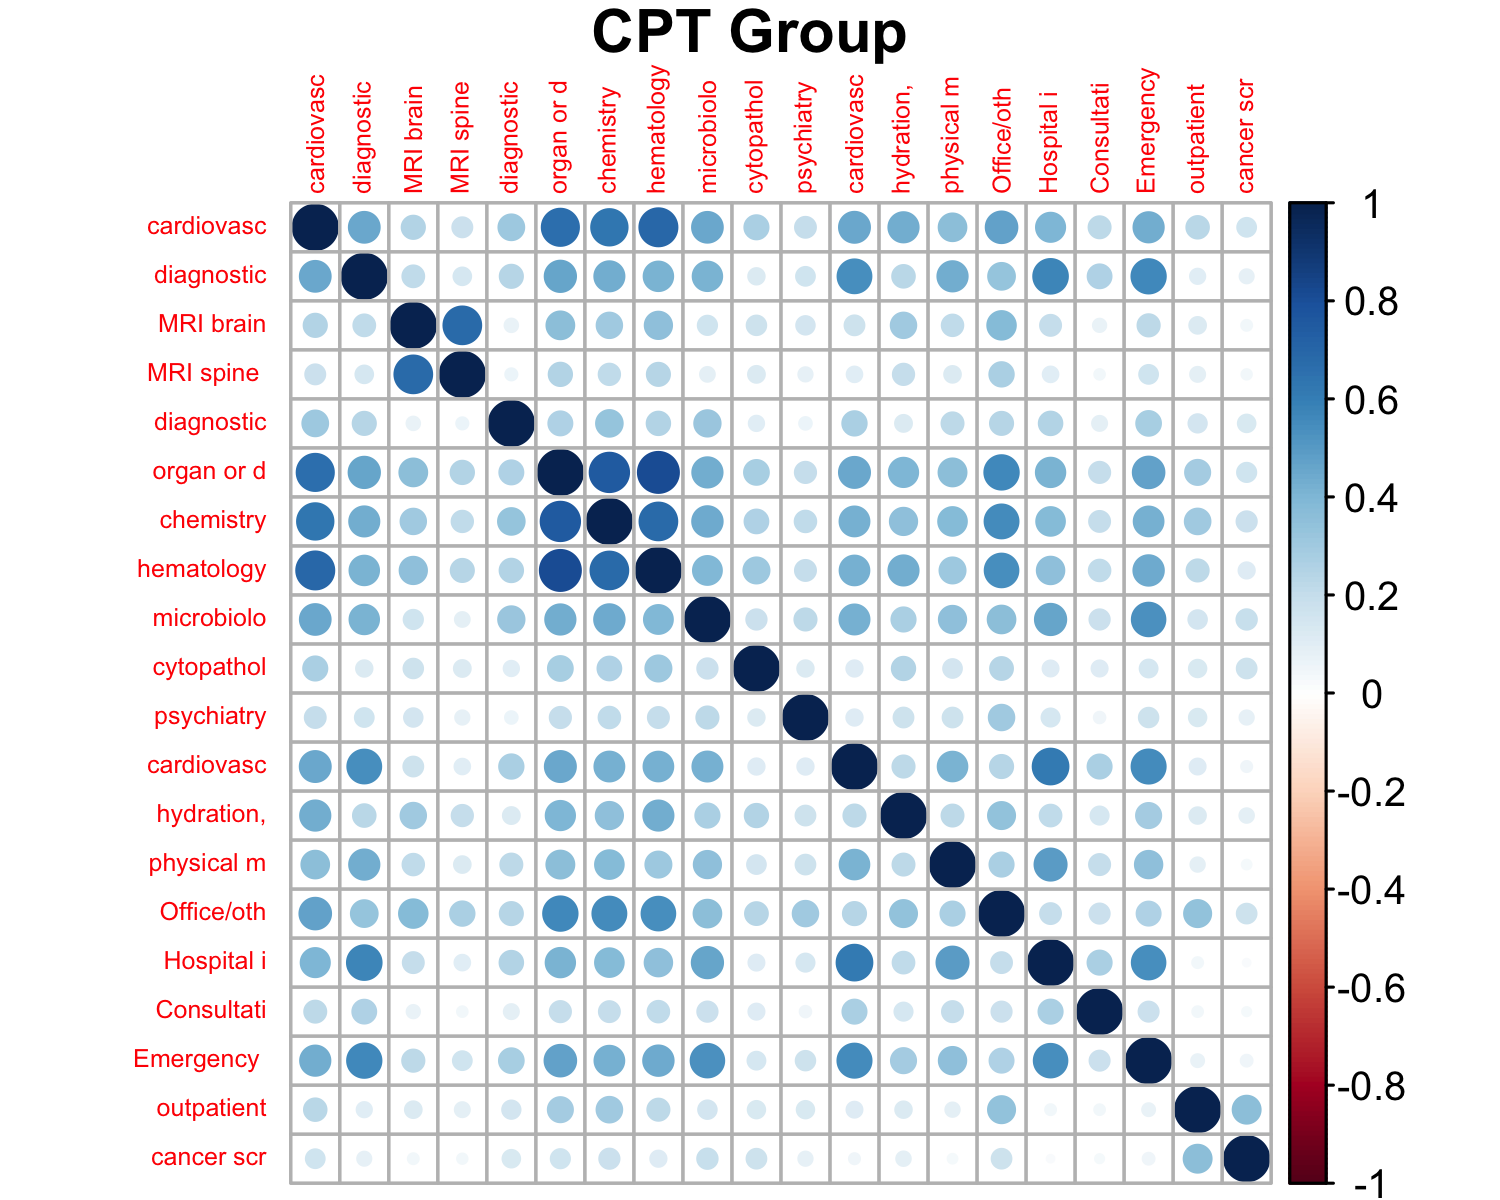 CPT Group
cardiovasc
diagnostic
MRI brain
MRI spine
diagnostic
organ or d
chemistry
hematology
microbiolo
cytopathol
psychiatry
cardiovasc
hydration,
physical m
Office/oth
Hospital i
Consultati
Emergency
outpatient
cancer scr
cardiovasc
diagnostic
MRI brain
MRI spine
diagnostic
organ or d
chemistry
hematology
microbiolo
cytopathol
psychiatry
cardiovasc
hydration,
physical m
Office/oth
Hospital i
Consultati
Emergency
outpatient
cancer scr
1
0.8
0.6
0.4
0.2
0
-0.2
-0.4
-0.6
-0.8
-1